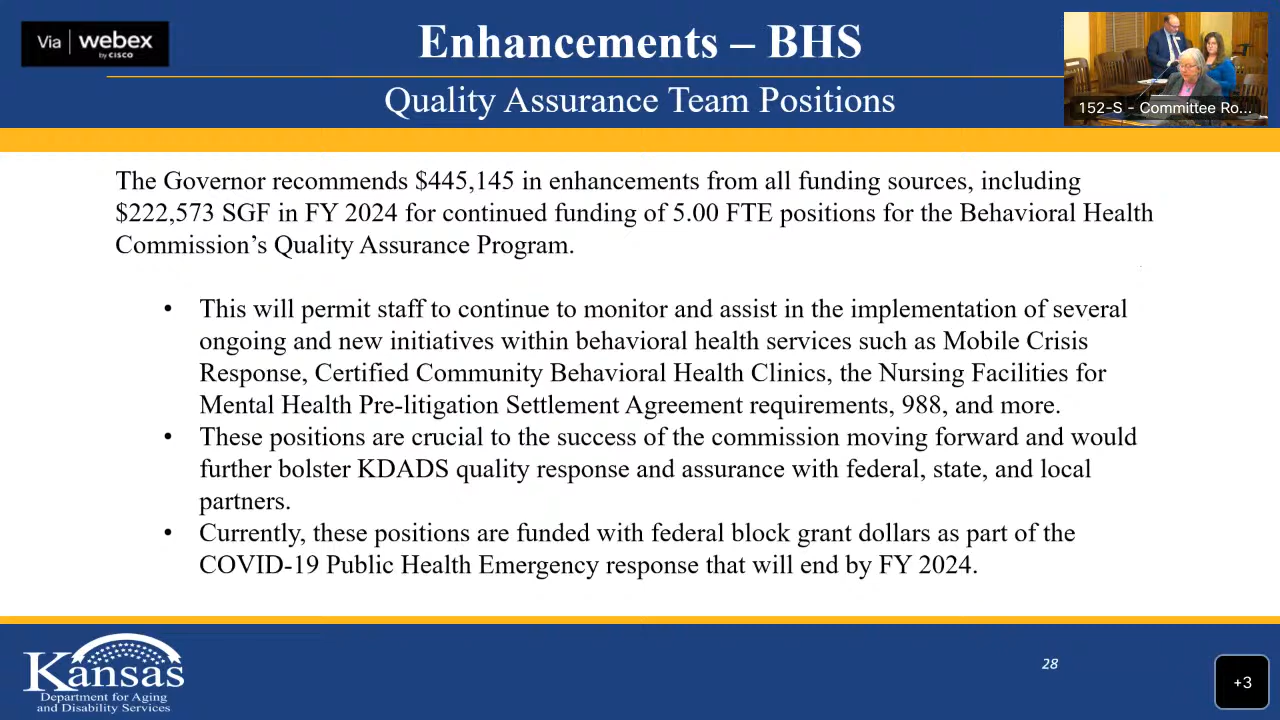 Via webex
by CISCO
Enhancements – BHS
Quality Assurance Team Positions
152-S - Committee Ro...
The Governor recommends $445,145 in enhancements from all funding sources, including
$222,573 SGF in FY 2024 for continued funding of 5.00 FTE positions for the Behavioral Health
Commission’s Quality Assurance Program.
• This will permit staff to continue to monitor and assist in the implementation of several
ongoing and new initiatives within behavioral health services such as Mobile Crisis
Response, Certified Community Behavioral Health Clinics, the Nursing Facilities for
Mental Health Pre-litigation Settlement Agreement requirements, 988, and more.
• These positions are crucial to the success of the commission moving forward and would
further bolster KDADS quality response and assurance with federal, state, and local
partners.
• Currently, these positions are funded with federal block grant dollars as part of the
COVID-19 Public Health Emergency response that will end by FY 2024.
Kansas
Department for Aging
and Disability Services
28
+3